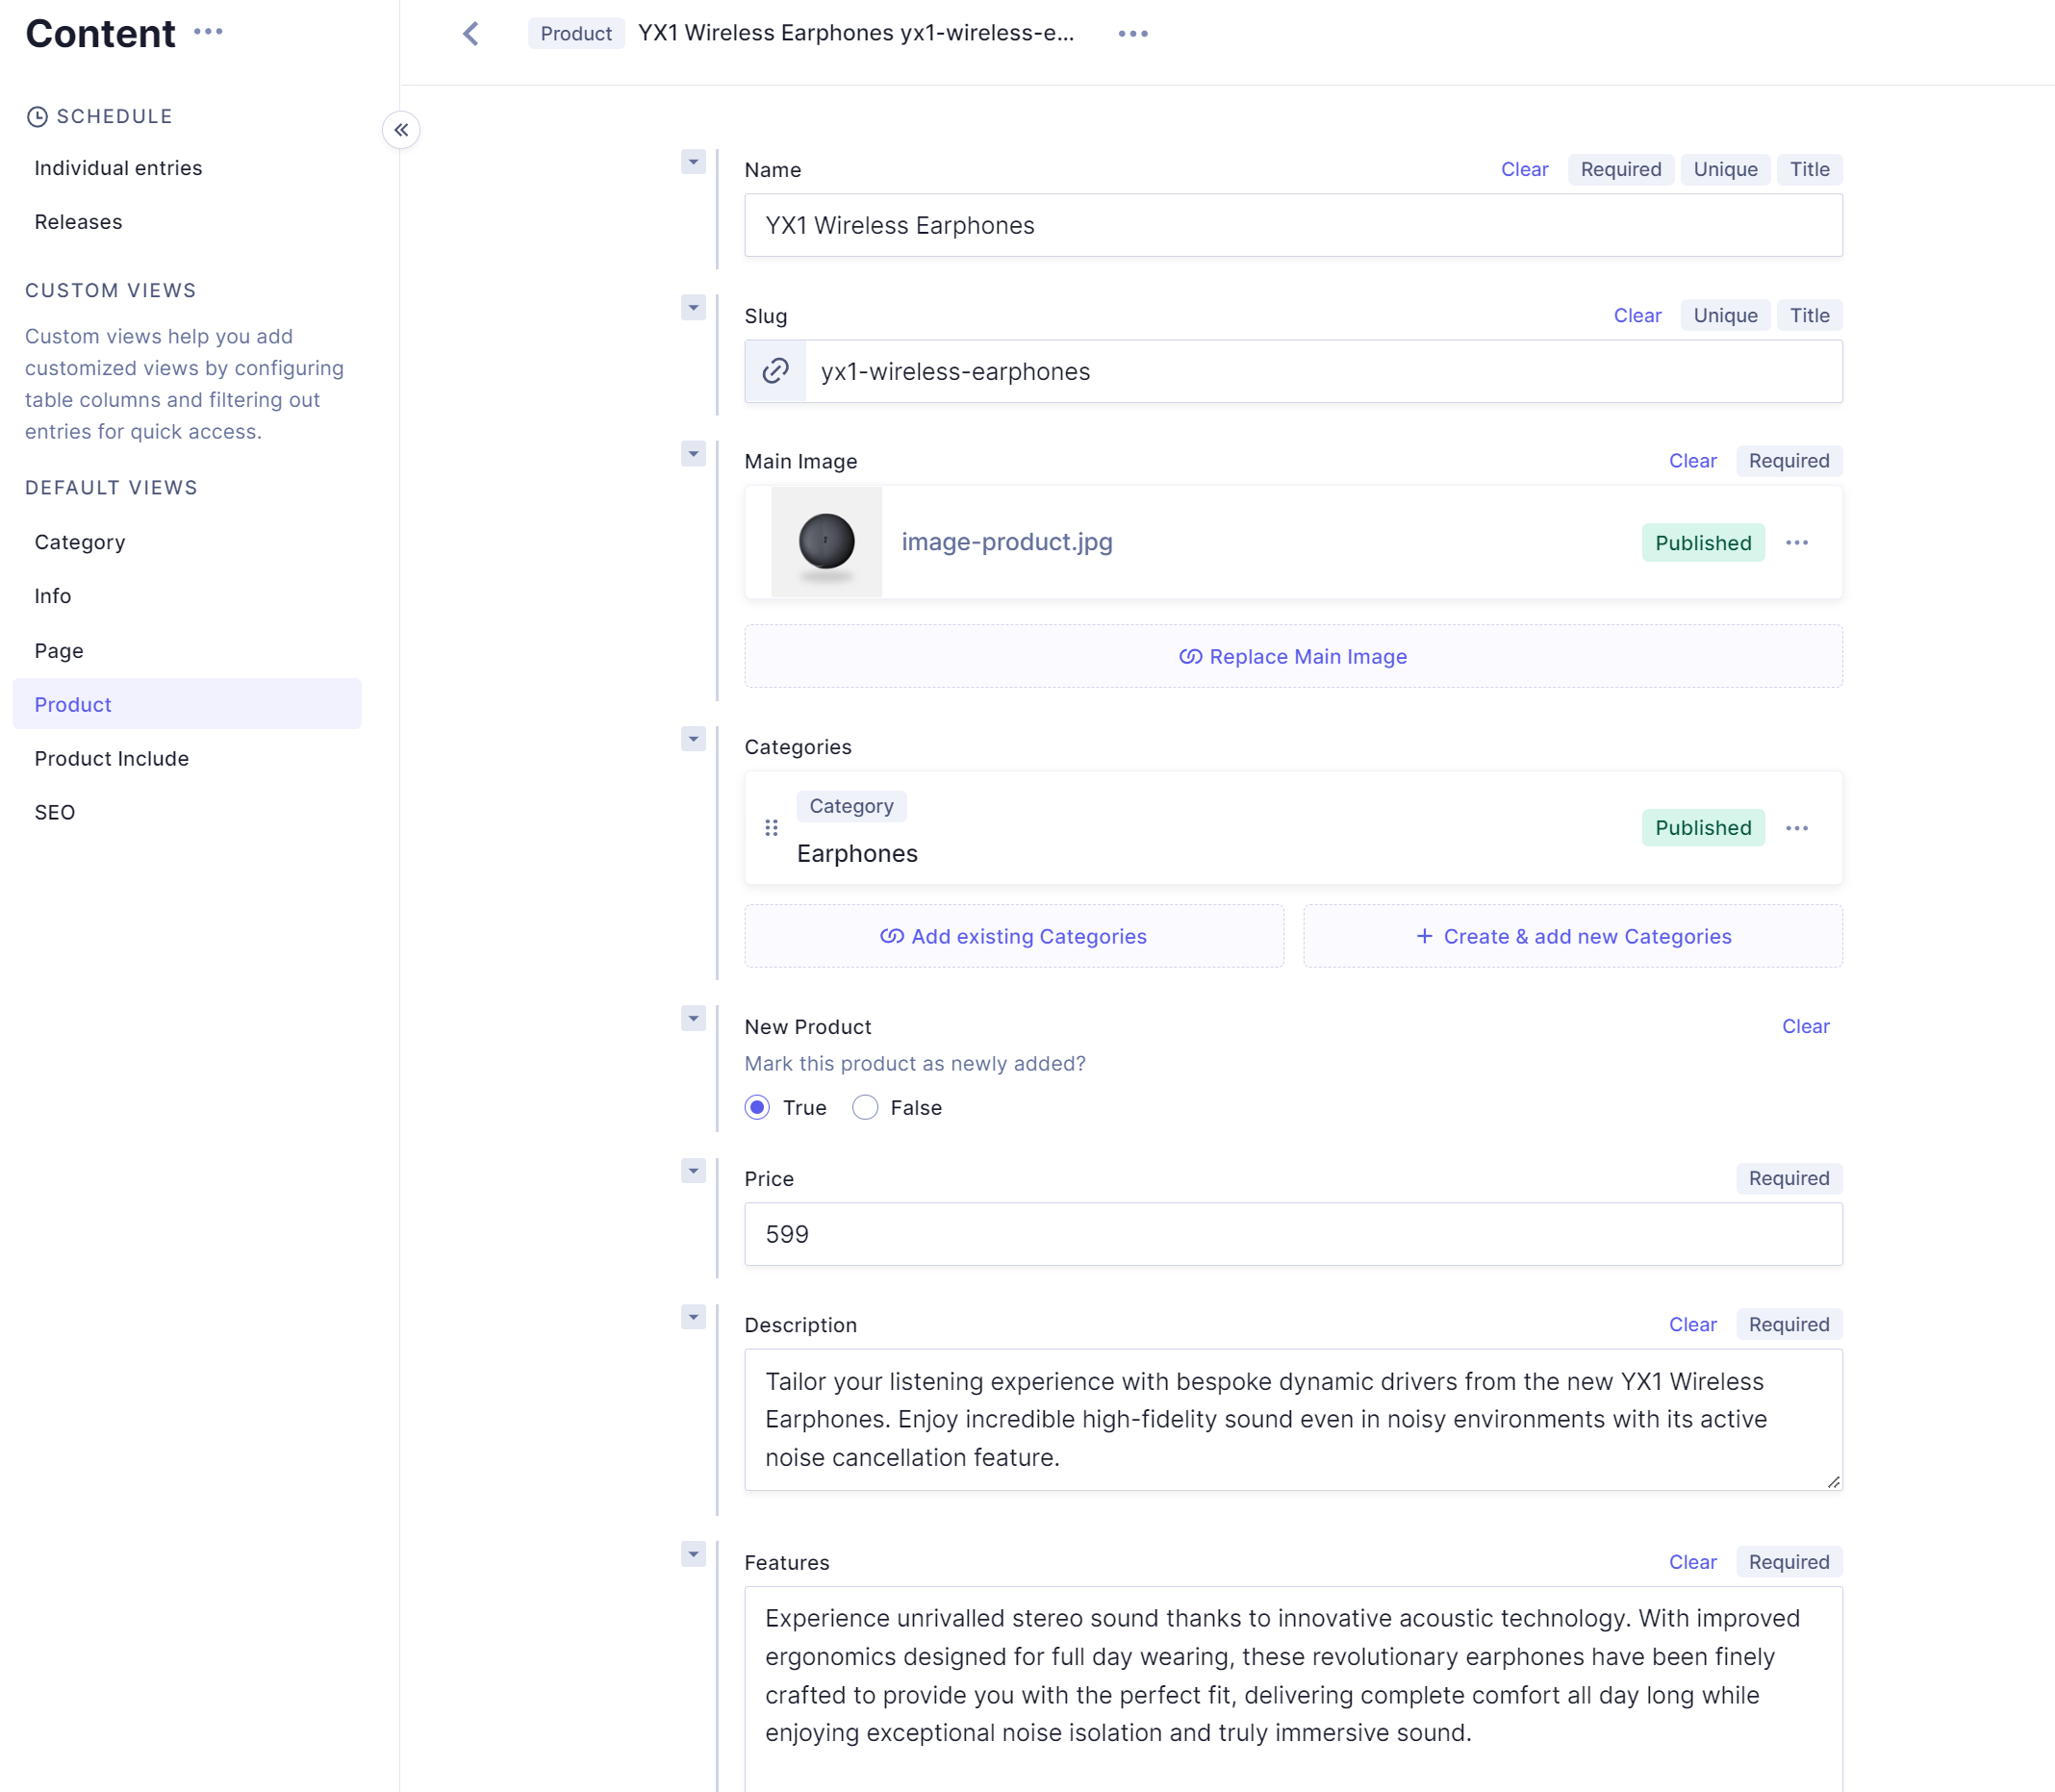 Content
SCHEDULE
Individual entries
Releases
CUSTOM VIEWS
Custom views help you add
customized views by configuring
table columns and filtering out
entries for quick access.
DEFAULT VIEWS
Category
Info
Page
Product
Product Include
SEO
Product YX1 Wireless Earphones yx1-wireless-e...
Name Clear Required Unique Title
YX1 Wireless Earphones
Slug Clear Unique Title
yx1-wireless-earphones
Main Image Clear Required
image-product.jpg Published
Replace Main Image
Categories
Category
Earphones
Published
Add existing Categories
Create & add new Categories
New Product Clear
Mark this product as newly added?
True False
Price Required
599
Description Clear Required
Tailor your listening experience with bespoke dynamic drivers from the new YX1 Wireless
Earphones. Enjoy incredible high-fidelity sound even in noisy environments with its active
noise cancellation feature.
Features Clear Required
Experience unrivalled stereo sound thanks to innovative acoustic technology. With improved
ergonomics designed for full day wearing, these revolutionary earphones have been finely
crafted to provide you with the perfect fit, delivering complete comfort all day long while
enjoying exceptional noise isolation and truly immersive sound.